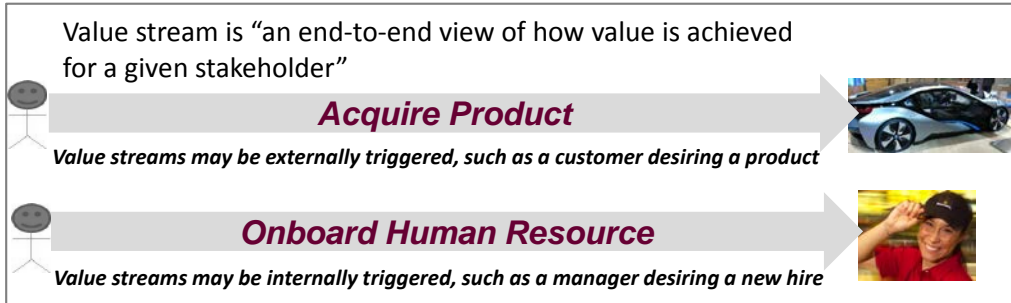 Value stream is “an end-to-end view of how value is achieved
for a given stakeholder”
Acquire Product
Value streams may be externally triggered, such as a customer desiring a product
Onboard Human Resource
Value streams may be internally triggered, such as a manager desiring a new hire